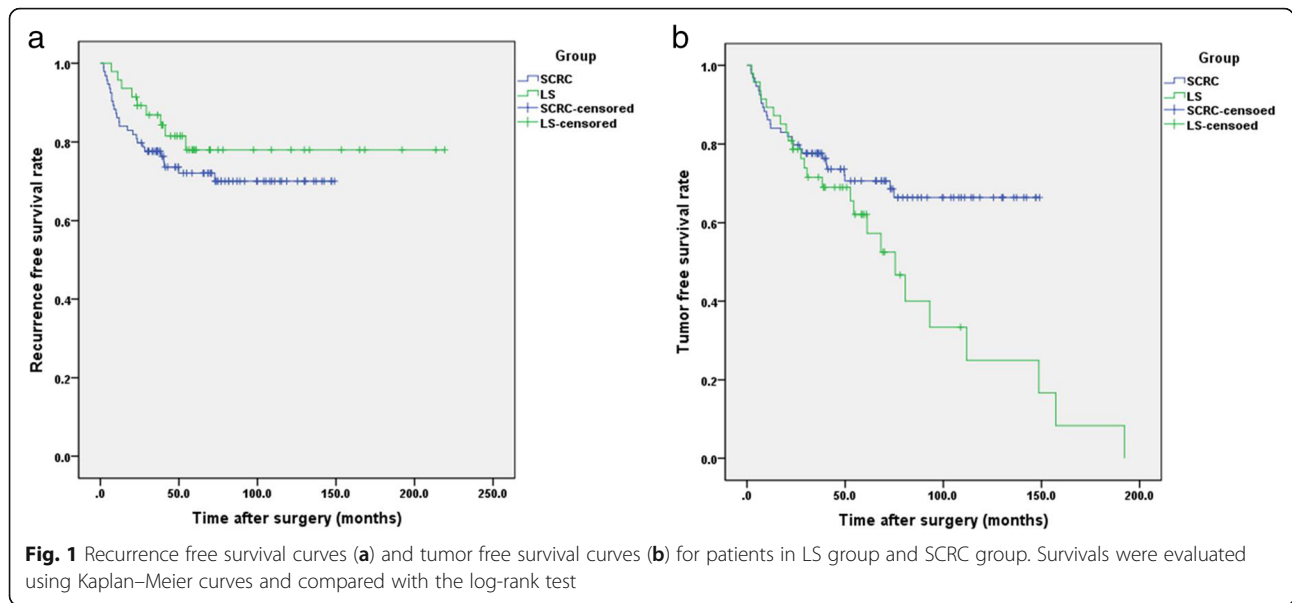 a
Group
SCRC
LS
SCRC-censored
LS-censored
Recurrence free survival rate
1.0
0.8
0.6
0.4
0.2
0.0
.0 50.0 100.0 150.0 200.0 250.0
Time after surgery (months)
b
Group
SCRC
LS
SCRC-censoed
LS-censoed
Tumor free survival rate
1.0
0.8
0.6
0.4
0.2
0.0
.0 50.0 100.0 150.0 200.0
Time after surgery (months)
Fig. 1 Recurrence free survival curves (a) and tumor free survival curves (b) for patients in LS group and SCRC group. Survivals were evaluated
using Kaplan–Meier curves and compared with the log-rank test